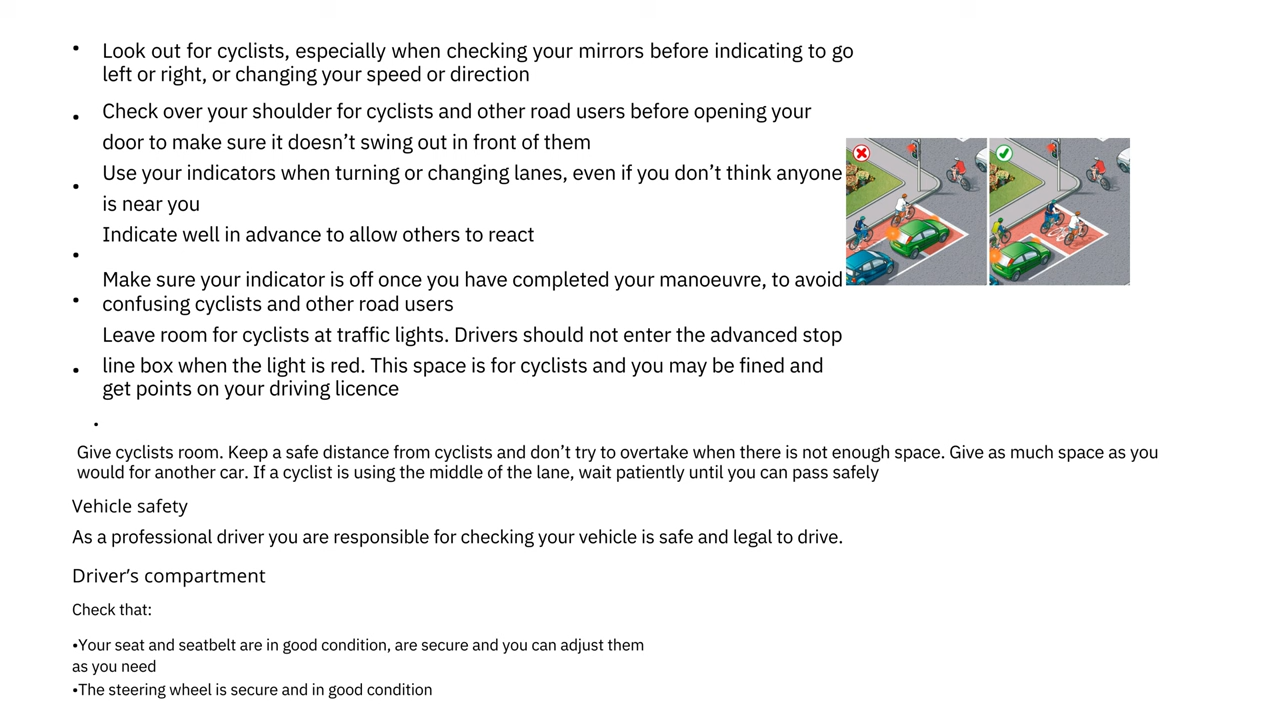 • Look out for cyclists, especially when checking your mirrors before indicating to go
left or right, or changing your speed or direction
• Check over your shoulder for cyclists and other road users before opening your
door to make sure it doesn’t swing out in front of them
• Use your indicators when turning or changing lanes, even if you don’t think anyone
is near you
• Indicate well in advance to allow others to react
• Make sure your indicator is off once you have completed your manoeuvre, to avoid
confusing cyclists and other road users
• Leave room for cyclists at traffic lights. Drivers should not enter the advanced stop
line box when the light is red. This space is for cyclists and you may be fined and
get points on your driving licence
•
Give cyclists room. Keep a safe distance from cyclists and don’t try to overtake when there is not enough space. Give as much space as you
would for another car. If a cyclist is using the middle of the lane, wait patiently until you can pass safely
Vehicle safety
As a professional driver you are responsible for checking your vehicle is safe and legal to drive.
Driver’s compartment
Check that:
•Your seat and seatbelt are in good condition, are secure and you can adjust them
as you need
•The steering wheel is secure and in good condition